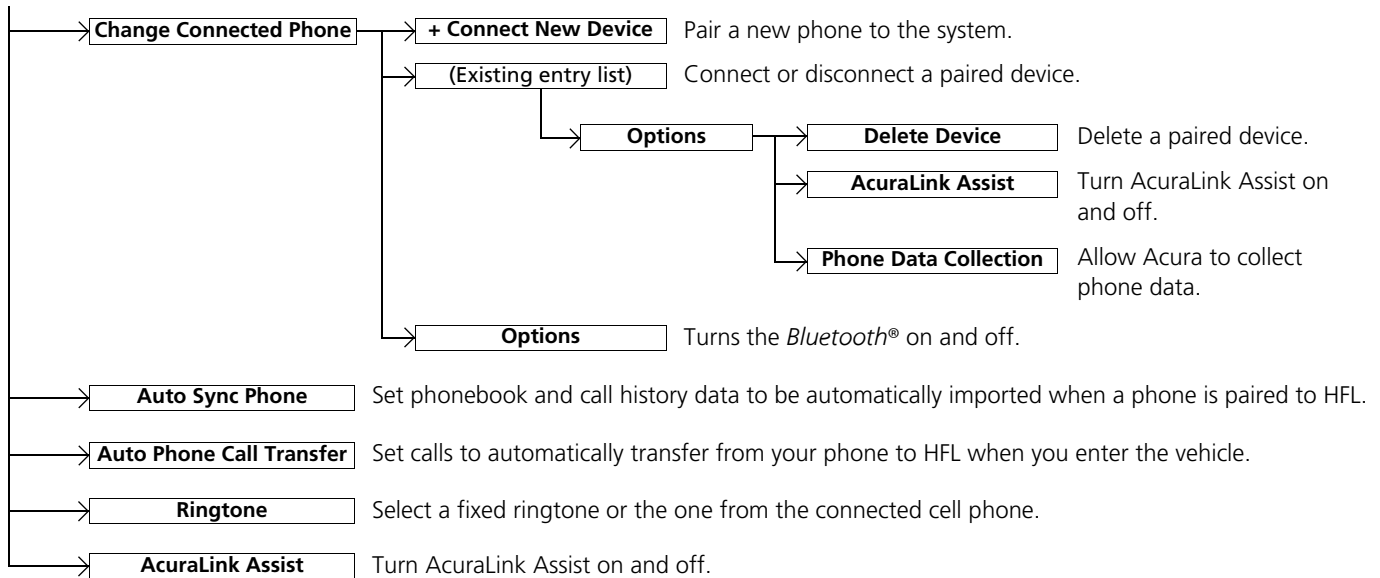 Change Connected Phone
+ Connect New Device
Pair a new phone to the system.
(Existing entry list)
Connect or disconnect a paired device.
Options
Delete Device
Delete a paired device.
AcuraLink Assist
Turn AcuraLink Assist on
and off.
Phone Data Collection
Allow Acura to collect
phone data.
Options
Turns the Bluetooth® on and off.
Auto Sync Phone
Set phonebook and call history data to be automatically imported when a phone is paired to HFL.
Auto Phone Call Transfer
Set calls to automatically transfer from your phone to HFL when you enter the vehicle.
Ringtone
Select a fixed ringtone or the one from the connected cell phone.
AcuraLink Assist
Turn AcuraLink Assist on and off.